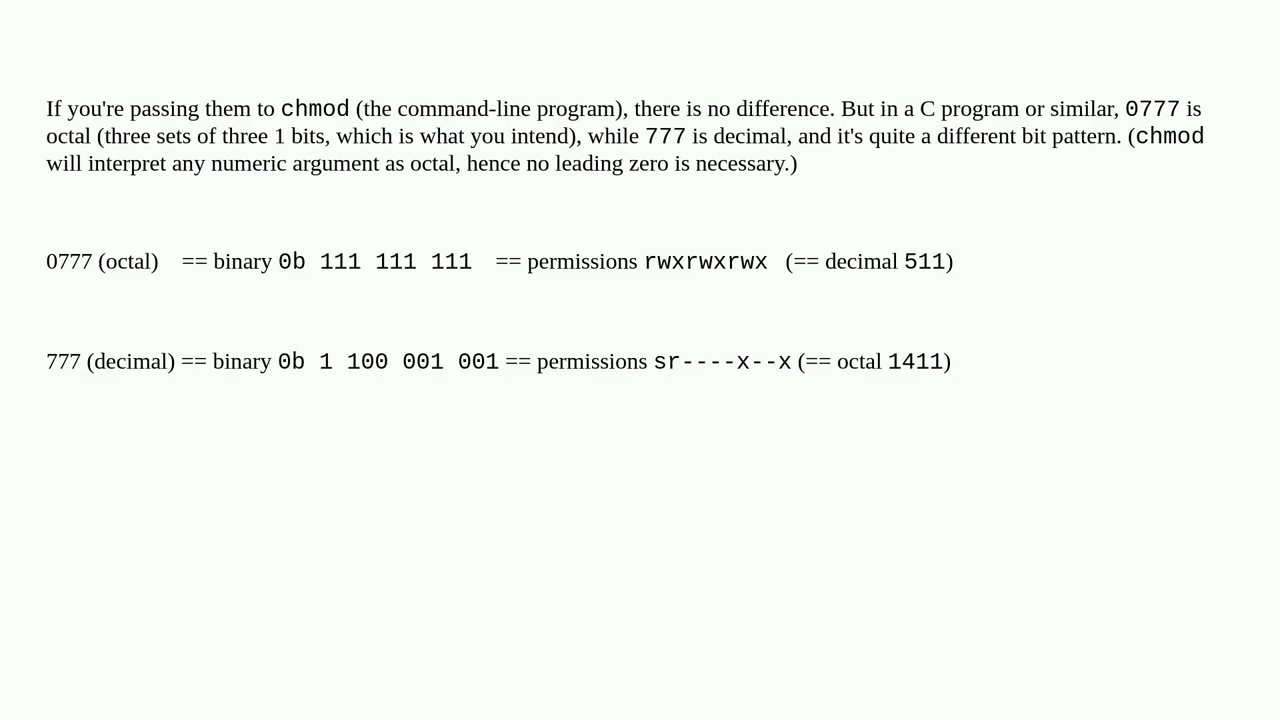 If you're passing them to chmod (the command-line program), there is no difference. But in a C program or similar, 0777 is
octal (three sets of three 1 bits, which is what you intend), while 777 is decimal, and it's quite a different bit pattern. (chmod
will interpret any numeric argument as octal, hence no leading zero is necessary.)
0777 (octal)    == binary 0b 111 111 111    == permissions rwxrwxrwx   (== decimal 511)
777 (decimal) == binary 0b 1 100 001 001 == permissions sr----x--x (== octal 1411)